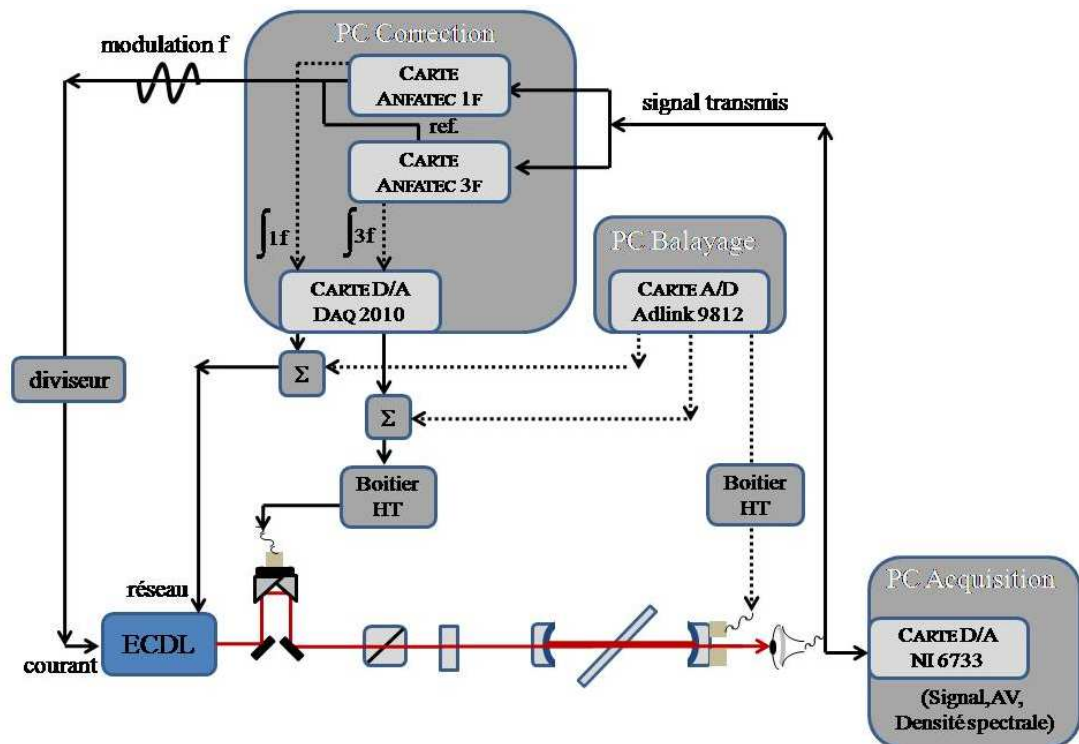 PC Correction
modulation f
CARTE
ANFATEC 1F
signal transmis
ref.
CARTE
ANFATEC 3F
∫1f
∫3f
PC Balayage
CARTE D/A
DAQ 2010
CARTE A/D
Adlink 9812
diviseur
Σ
Σ
Boitier
HT
Boitier
HT
réseau
PC Acquisition
ECDL
courant
CARTE D/A
NI 6733
(Signal,AV,
Densité spectrale)